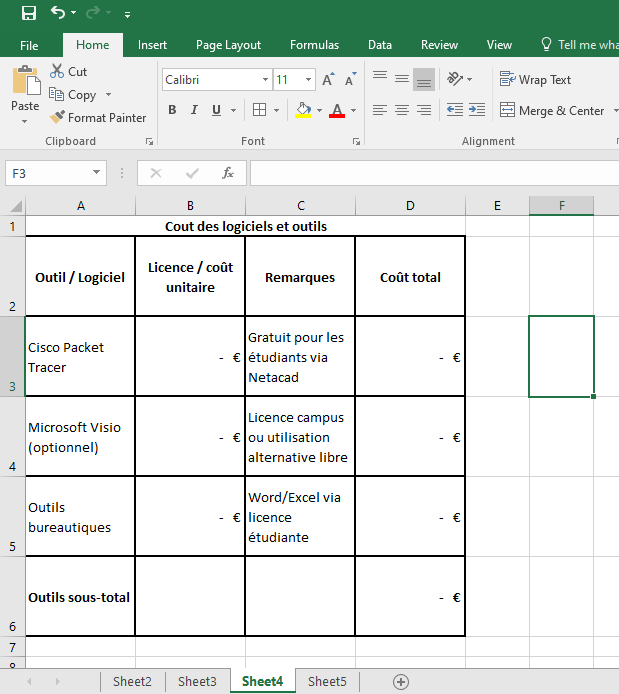 File Home Insert Page Layout Formulas Data Review View Tell me wha
Cut
Copy
Format Painter
Paste
Clipboard
Calibri 11 A A
B I U A
Font
Wrap Text
Merge & Center
Alignment
F3 fx
A B C D E F
1 Cout des logiciels et outils
2 Outil / Logiciel Licence / coût unitaire Remarques Coût total
3 Cisco Packet Tracer - € Gratuit pour les étudiants via Netacad - €
4 Microsoft Visio (optionnel) - € Licence campus ou utilisation alternative libre - €
5 Outils bureautiques - € Word/Excel via licence étudiante - €
6 Outils sous-total - €
7
8
Sheet2 Sheet3 Sheet4 Sheet5